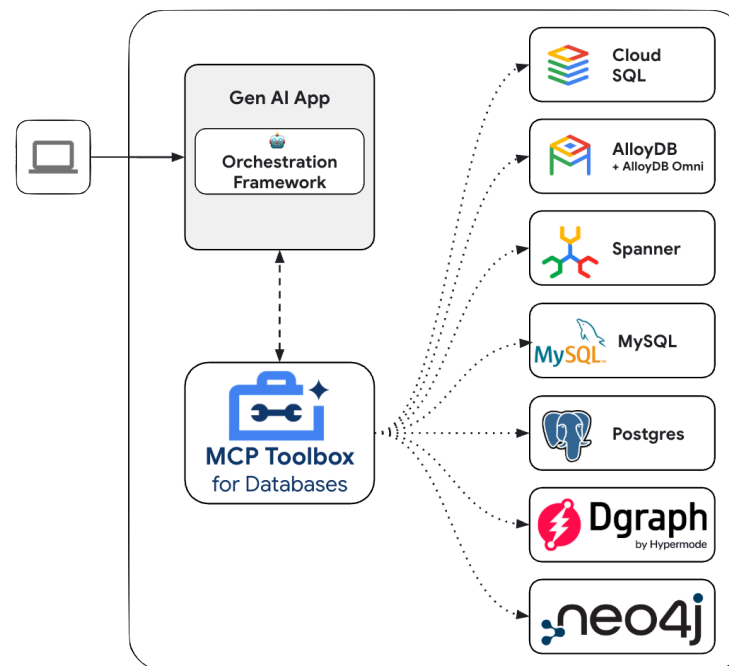 Gen AI App
Orchestration
Framework
MCP Toolbox
for Databases
Cloud
SQL
AlloyDB
+ AlloyDB Omni
Spanner
MySQL™
MySQL
Postgres
Dgraph
by Hypermode
neo4j